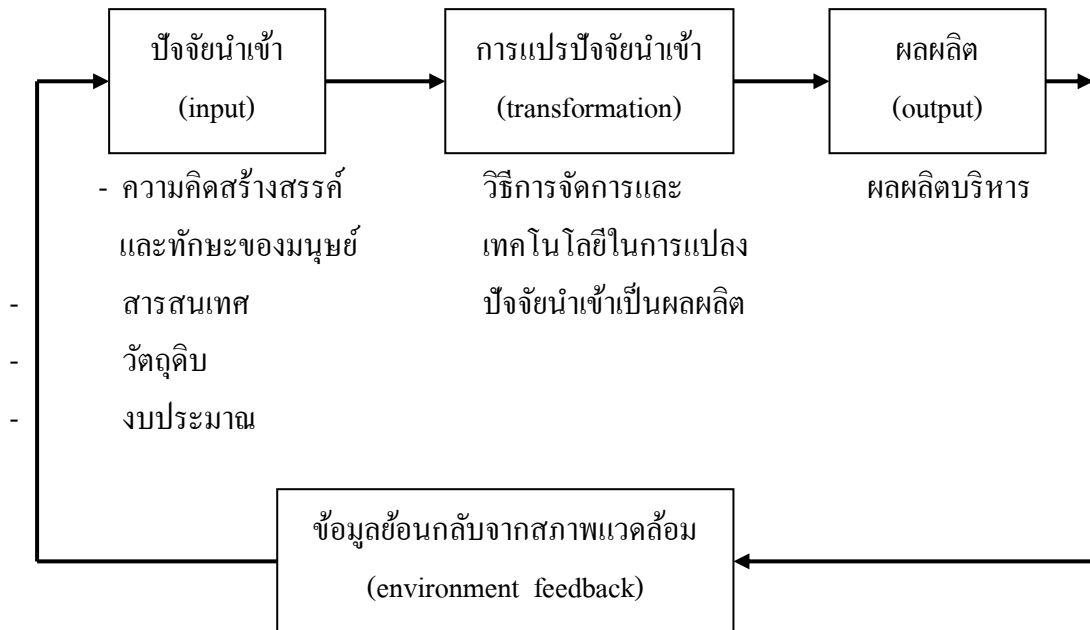 ปัจจัยนำเข้า
(input)
การแปรปัจจัยนำเข้า
(transformation)
ผลผลิต
(output)
- ความคิดสร้างสรรค์
และทักษะของมนุษย์
- สารสนเทศ
- วัตถุดิบ
- งบประมาณ
วิธีการจัดการและ
เทคโนโลยีในการแปลง
ปัจจัยนำเข้าเป็นผลผลิต
ผลผลิตบริหาร
ข้อมูลย้อนกลับจากสภาพแวดล้อม
(environment feedback)